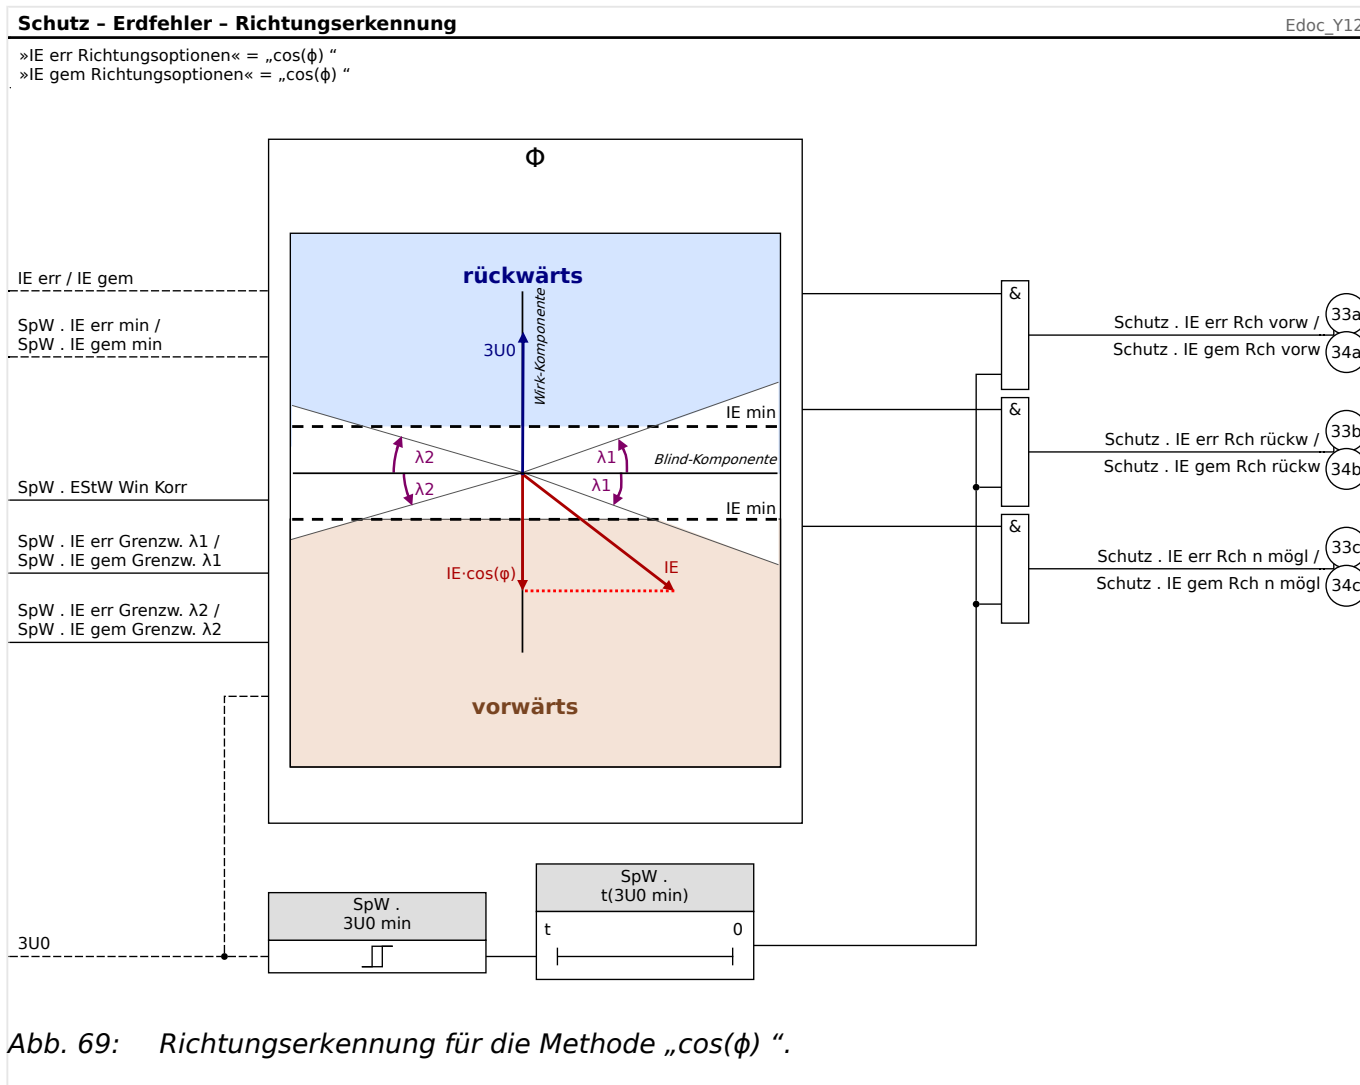 Schutz – Erdfehler – Richtungserkennung
Edoc_Y12
»IE err Richtungsoptionen« = „cos(ϕ) “
»IE gem Richtungsoptionen« = „cos(ϕ) “
Φ
rückwärts
3U0
Wirk-Komponente
IE min
Blind-Komponente
λ2
λ1
λ2
λ1
IE min
IE·cos(φ)
IE
vorwärts
IE err / IE gem
SpW . IE err min /
SpW . IE gem min
SpW . EStW Win Korr
SpW . IE err Grenzw. λ1 /
SpW . IE gem Grenzw. λ1
SpW . IE err Grenzw. λ2 /
SpW . IE gem Grenzw. λ2
3U0
SpW .
3U0 min
SpW .
t(3U0 min)
t 0
&
Schutz . IE err Rch vorw /
33a
Schutz . IE gem Rch vorw
34a
&
Schutz . IE err Rch rückw /
33b
Schutz . IE gem Rch rückw
34b
&
Schutz . IE err Rch n mögl /
33c
Schutz . IE gem Rch n mögl
34c
Abb. 69: Richtungserkennung für die Methode „cos(ϕ) “.